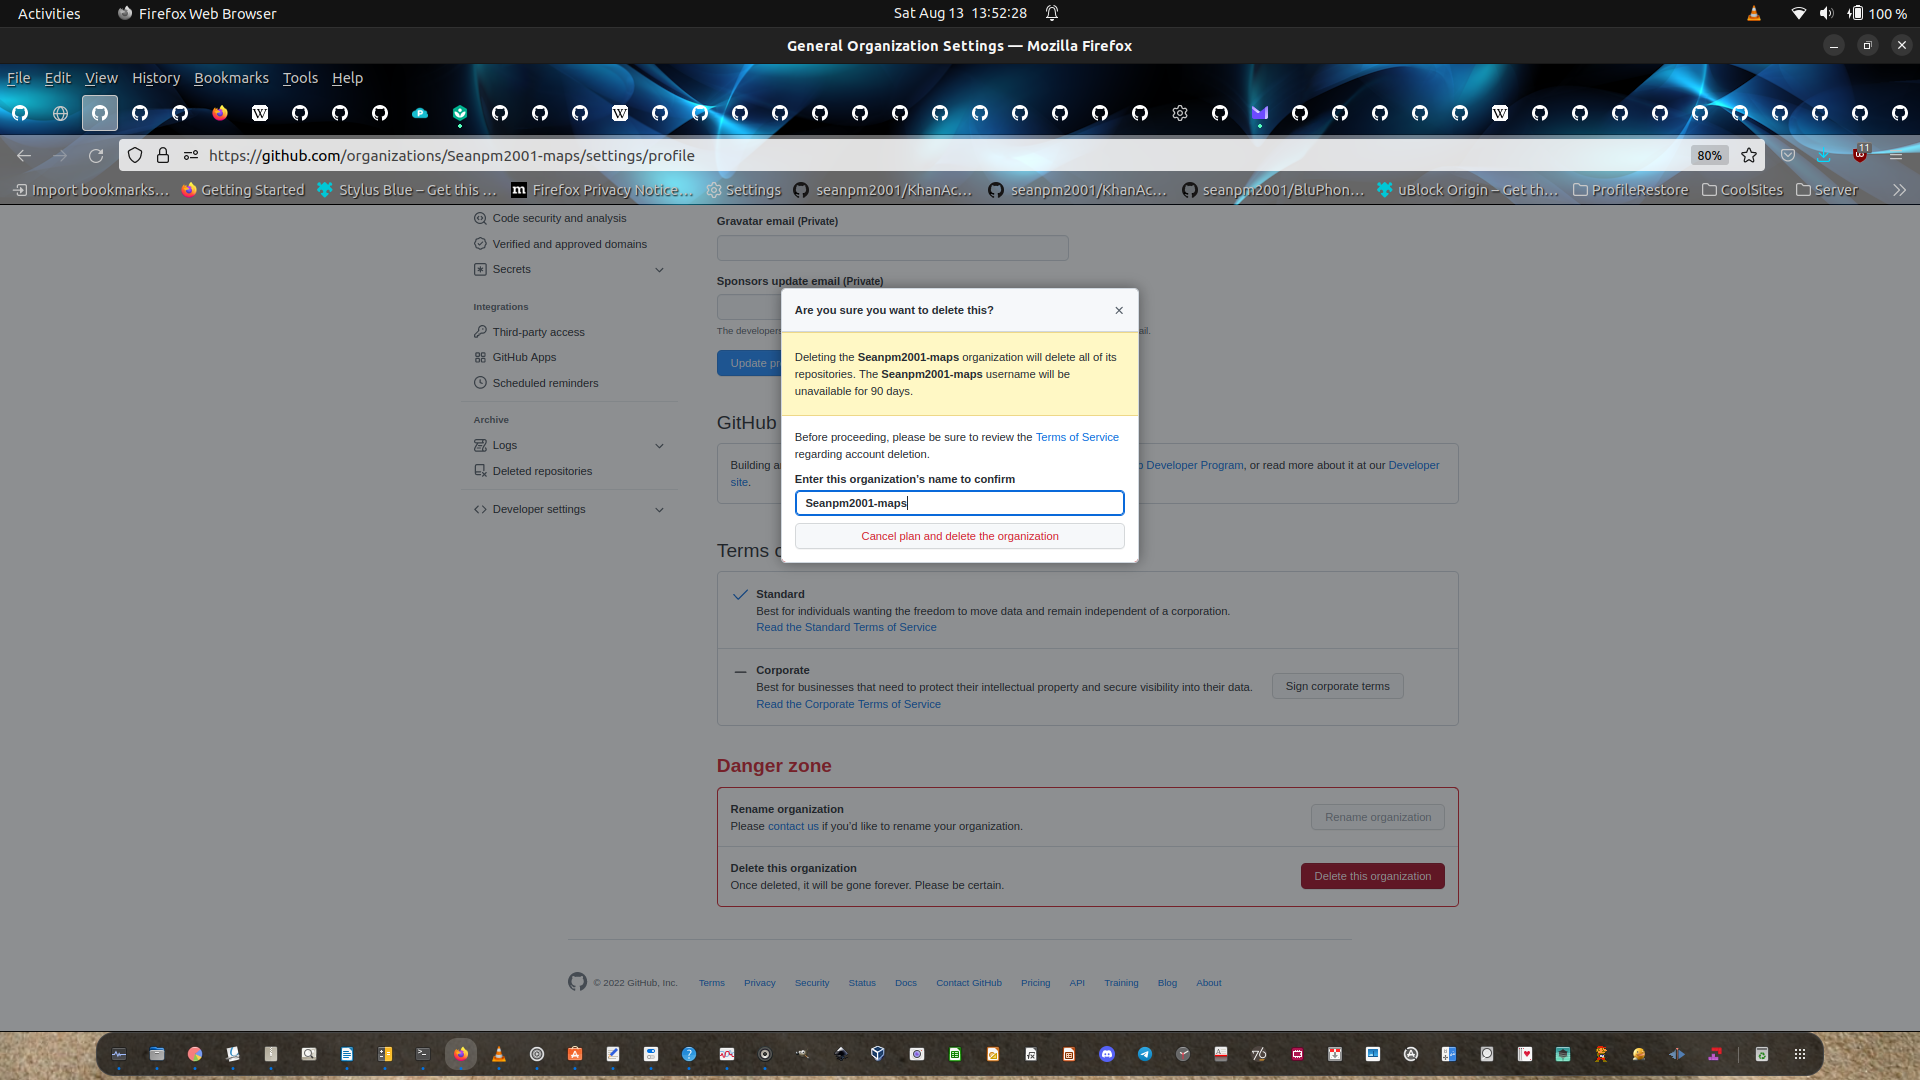 Activities
Firefox Web Browser
Sat Aug 13 13:52:28
100 %
General Organization Settings — Mozilla Firefox
File Edit View History Bookmarks Tools Help
https://github.com/organizations/Seanpm2001-maps/settings/profile
80%
11
Import bookmarks…
Getting Started
Stylus Blue – Get this …
Firefox Privacy Notice…
Settings
seanpm2001/KhanAc…
seanpm2001/KhanAc…
seanpm2001/BluPhon…
uBlock Origin – Get th…
ProfileRestore
CoolSites
Server
Code security and analysis
Verified and approved domains
Secrets
Integrations
Third-party access
GitHub Apps
Scheduled reminders
Archive
Logs
Deleted repositories
Developer settings
Gravatar email (Private)
Sponsors update email (Private)
The developer
ail.
Update pr
Are you sure you want to delete this?
Deleting the Seanpm2001-maps organization will delete all of its
repositories. The Seanpm2001-maps username will be
unavailable for 90 days.
Before proceeding, please be sure to review the Terms of Service
regarding account deletion.
Enter this organization's name to confirm
Seanpm2001-maps
Cancel plan and delete the organization
GitHub
Building a
Developer Program, or read more about it at our Developer
site.
Terms o
Standard
Best for individuals wanting the freedom to move data and remain independent of a corporation.
Read the Standard Terms of Service
Corporate
Best for businesses that need to protect their intellectual property and secure visibility into their data.
Read the Corporate Terms of Service
Sign corporate terms
Danger zone
Rename organization
Please contact us if you'd like to rename your organization.
Rename organization
Delete this organization
Once deleted, it will be gone forever. Please be certain.
Delete this organization
© 2022 GitHub, Inc.
Terms
Privacy
Security
Status
Docs
Contact GitHub
Pricing
API
Training
Blog
About